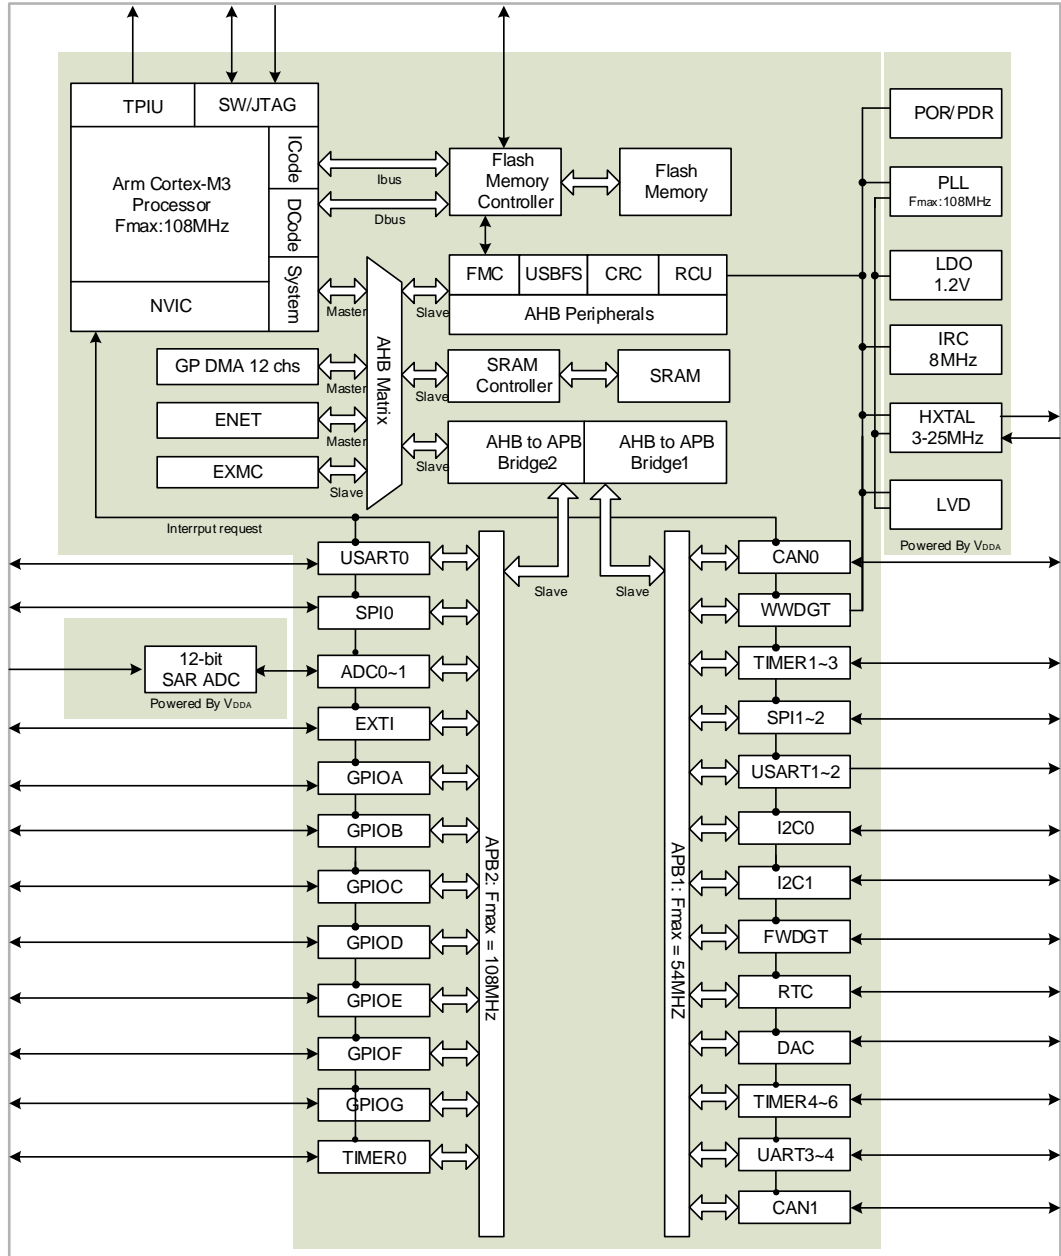 TPIU
SW/JTAG
POR/PDR
Arm Cortex-M3
Processor
Fmax:108MHz
ICode
DCode
System
NVIC
Ibus
Dbus
Flash
Memory
Controller
Flash
Memory
PLL
Fmax:108MHz
FMC
USBFS
CRC
RCU
AHB Peripherals
LDO
1.2V
Master
Slave
AHB Matrix
GP DMA 12 chs
Master
Slave
SRAM
Controller
SRAM
IRC
8MHz
ENET
Master
EXMC
Slave
Slave
AHB to APB
Bridge2
AHB to APB
Bridge1
HXTAL
3-25MHz
LVD
Powered By VDDA
Interrput request
USART0
SPI0
12-bit
SAR ADC
Powered By VDDA
ADC0~1
EXTI
GPIOA
GPIOB
GPIOC
GPIOD
GPIOE
GPIOF
GPIOG
TIMER0
APB2: Fmax = 108MHz
Slave
Slave
APB1: Fmax = 54MHZ
CAN0
WWDGT
TIMER1~3
SPI1~2
USART1~2
I2C0
I2C1
FWDGT
RTC
DAC
TIMER4~6
UART3~4
CAN1